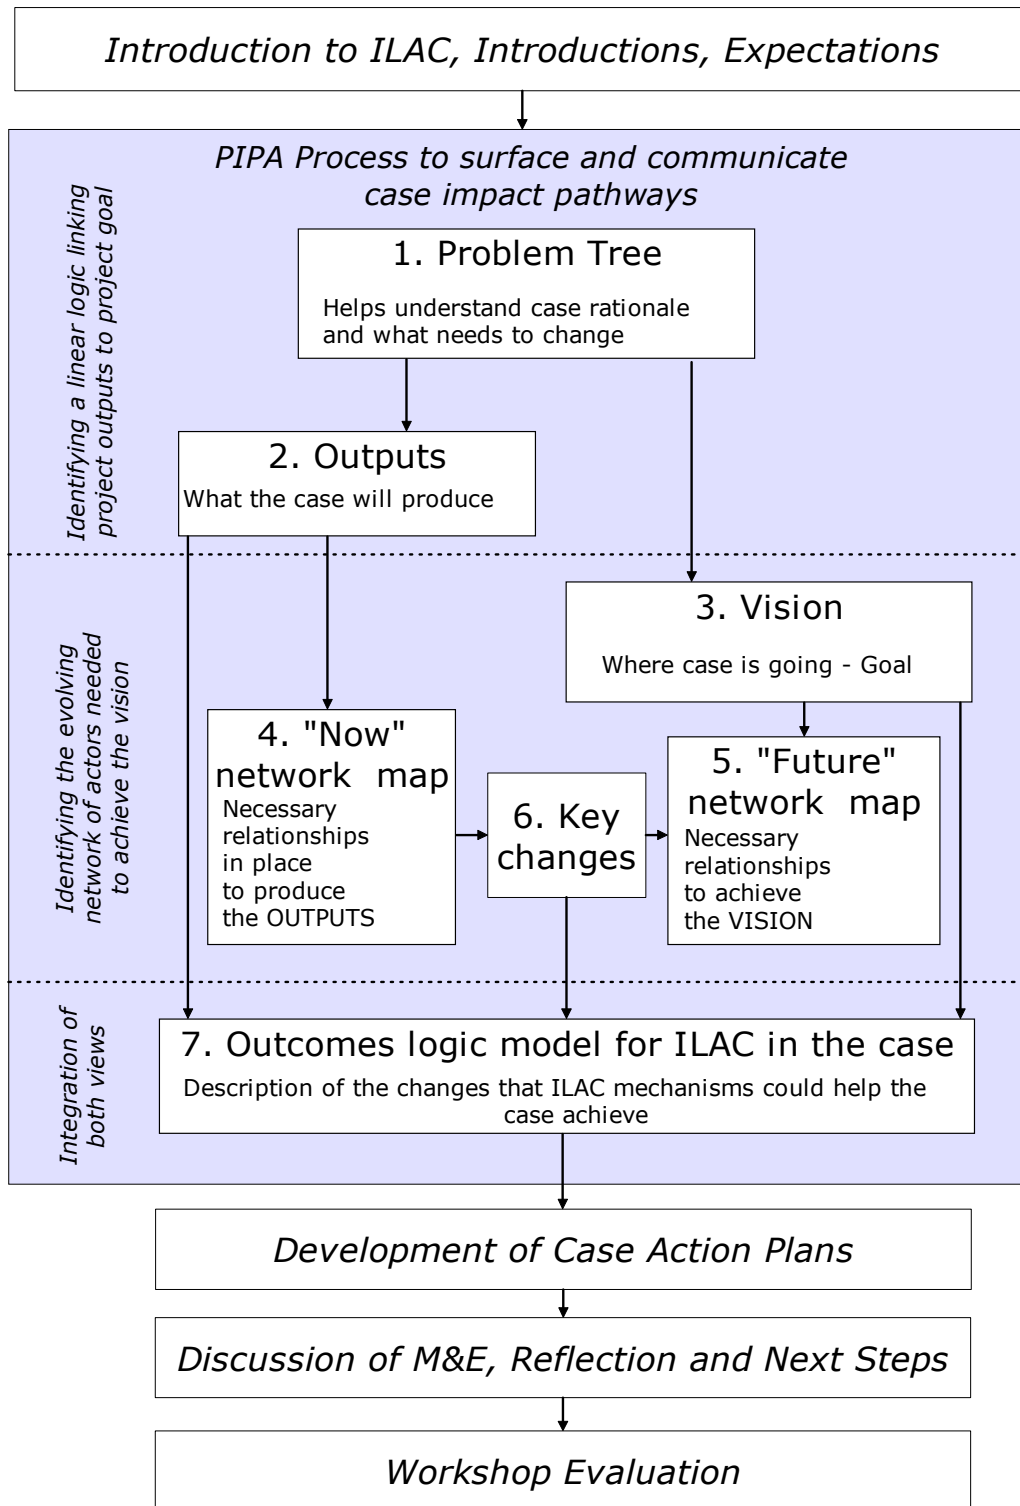 Introduction to ILAC, Introductions, Expectations
PIPA Process to surface and communicate
case impact pathways
Identifying a linear logic linking
project outputs to project goal
1. Problem Tree
Helps understand case rationale
and what needs to change
2. Outputs
What the case will produce
Identifying the evolving
network of actors needed
to achieve the vision
3. Vision
Where case is going - Goal
4. "Now"
network map
Necessary
relationships
in place
to produce
the OUTPUTS
6. Key
changes
5. "Future"
network map
Necessary
relationships
to achieve
the VISION
Integration of
both views
7. Outcomes logic model for ILAC in the case
Description of the changes that ILAC mechanisms could help the
case achieve
Development of Case Action Plans
Discussion of M&E, Reflection and Next Steps
Workshop Evaluation